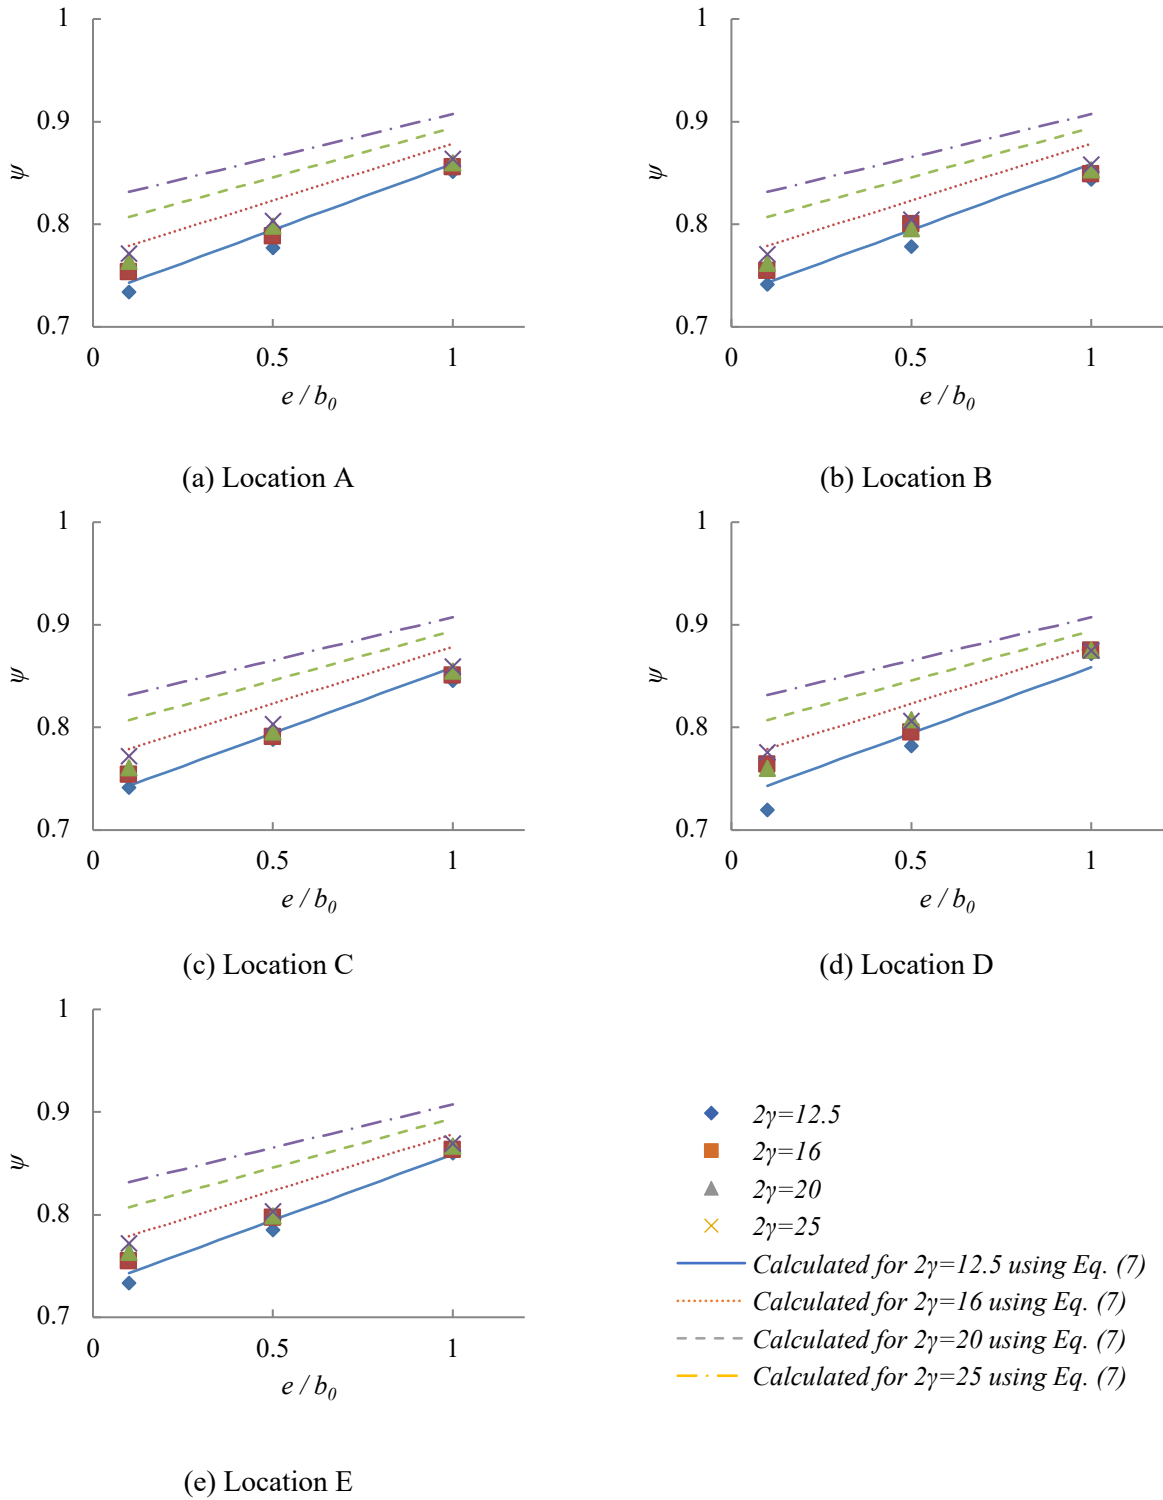 1
0.9
ψ
0.8
0.7
0
0.5
1
e / b0
(a) Location A
1
0.9
ψ
0.8
0.7
0
0.5
1
e / b0
(b) Location B
1
0.9
ψ
0.8
0.7
0
0.5
1
e / b0
(c) Location C
1
0.9
ψ
0.8
0.7
0
0.5
1
e / b0
(d) Location D
1
0.9
ψ
0.8
0.7
0
0.5
1
e / b0
(e) Location E
2γ=12.5
2γ=16
2γ=20
2γ=25
Calculated for 2γ=12.5 using Eq. (7)
Calculated for 2γ=16 using Eq. (7)
Calculated for 2γ=20 using Eq. (7)
Calculated for 2γ=25 using Eq. (7)